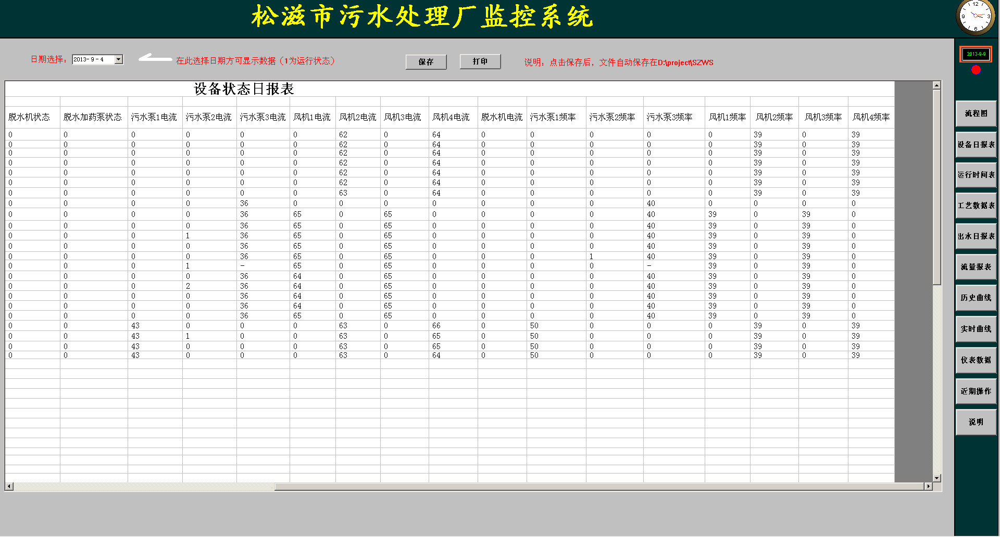 松滋市污水处理厂监控系统
12
9 3
6
日期选择： 2013- 9 - 4 在此选择日期方可显示数据（1为运行状态） 保存 打印 说明：点击保存后，文件自动保存在D:\project\SZWS
2013-9-9
设备状态日报表
脱水机状态 脱水加药泵状态 污水泵1电流 污水泵2电流 污水泵3电流 风机1电流 风机2电流 风机3电流 风机4电流 脱水机电流 污水泵1频率 污水泵2频率 污水泵3频率 风机1频率 风机2频率 风机3频率 风机4频率
0 0 0 0 0 0 62 0 64 0 0 0 0 0 39 0 39
0 0 0 0 0 0 62 0 64 0 0 0 0 0 39 0 39
0 0 0 0 0 0 62 0 64 0 0 0 0 0 39 0 39
0 0 0 0 0 0 62 0 64 0 0 0 0 0 39 0 39
0 0 0 0 0 0 62 0 64 0 0 0 0 0 39 0 39
0 0 0 0 0 0 62 0 64 0 0 0 0 0 39 0 39
0 0 0 0 0 0 63 0 64 0 0 0 0 0 39 0 39
0 0 0 0 36 0 0 0 0 0 0 0 40 0 0 0 0
0 0 0 0 36 65 0 65 0 0 0 0 40 39 0 39 0
0 0 0 0 36 65 0 65 0 0 0 0 40 39 0 39 0
0 0 0 1 36 65 0 65 0 0 0 0 40 39 0 39 0
0 0 0 0 36 65 0 65 0 0 0 0 40 39 0 39 0
0 0 0 0 36 65 0 65 0 0 0 1 40 39 0 39 0
0 0 0 1 - 65 0 65 0 0 0 0 - 39 0 39 0
0 0 0 0 36 64 0 65 0 0 0 0 40 39 0 39 0
0 0 0 2 36 64 0 65 0 0 0 0 40 39 0 39 0
0 0 0 0 36 64 0 65 0 0 0 0 40 39 0 39 0
0 0 0 0 36 64 0 65 0 0 0 0 40 39 0 39 0
0 0 0 0 36 65 0 65 0 0 0 0 40 39 0 39 0
0 0 43 0 0 0 63 0 66 0 50 0 0 0 39 0 39
0 0 43 1 0 0 63 0 65 0 50 0 0 0 39 0 39
0 0 43 0 0 0 63 0 65 0 50 0 0 0 39 0 39
0 0 43 0 0 0 63 0 64 0 50 0 0 0 39 0 39
流程图
设备日报表
运行时间表
工艺数据表
出水日报表
流量报表
历史曲线
实时曲线
仪表数据
近期操作
说明